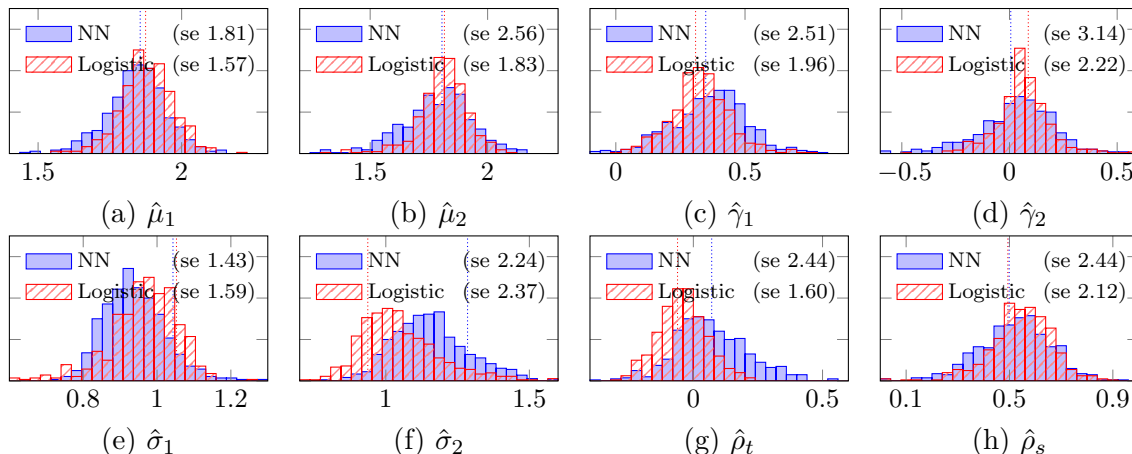 NN (se 1.81)
Logistic (se 1.57)
1.5 2
(a) μ̂₁
NN (se 2.56)
Logistic (se 1.83)
1.5 2
(b) μ̂₂
NN (se 2.51)
Logistic (se 1.96)
0 0.5
(c) γ̂₁
NN (se 3.14)
Logistic (se 2.22)
−0.5 0 0.5
(d) γ̂₂
NN (se 1.43)
Logistic (se 1.59)
0.8 1 1.2
(e) σ̂₁
NN (se 2.24)
Logistic (se 2.37)
1 1.5
(f) σ̂₂
NN (se 2.44)
Logistic (se 1.60)
0 0.5
(g) ρ̂ₜ
NN (se 2.44)
Logistic (se 2.12)
0.1 0.5 0.9
(h) ρ̂ₛ